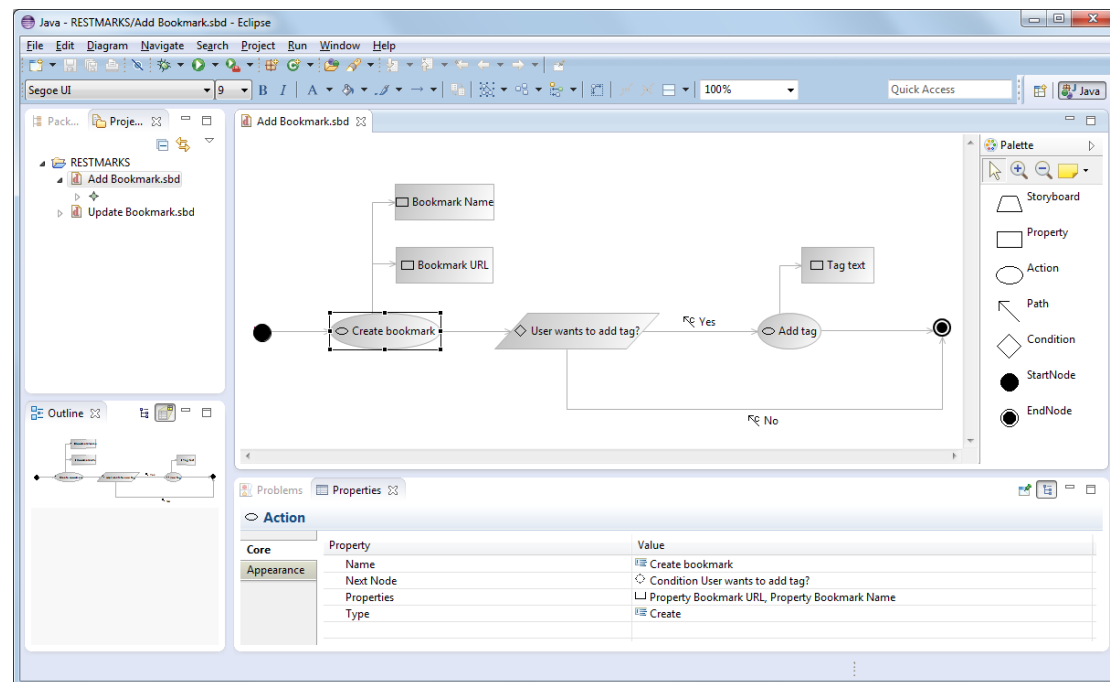 Java - RESTMARKS/Add Bookmark.sbd - Eclipse
File Edit Diagram Navigate Search Project Run Window Help
Segoe UI 9 B I A 100% Quick Access Java
Pack... Proje...
RESTMARKS
Add Bookmark.sbd
Update Bookmark.sbd
Add Bookmark.sbd
Bookmark Name
Bookmark URL
Tag text
Create bookmark
User wants to add tag?
Yes
Add tag
No
Palette
Storyboard
Property
Action
Path
Condition
StartNode
EndNode
Outline
Problems Properties
Action
Core
Appearance
Property Value
Name Create bookmark
Next Node Condition User wants to add tag?
Properties Property Bookmark URL, Property Bookmark Name
Type Create